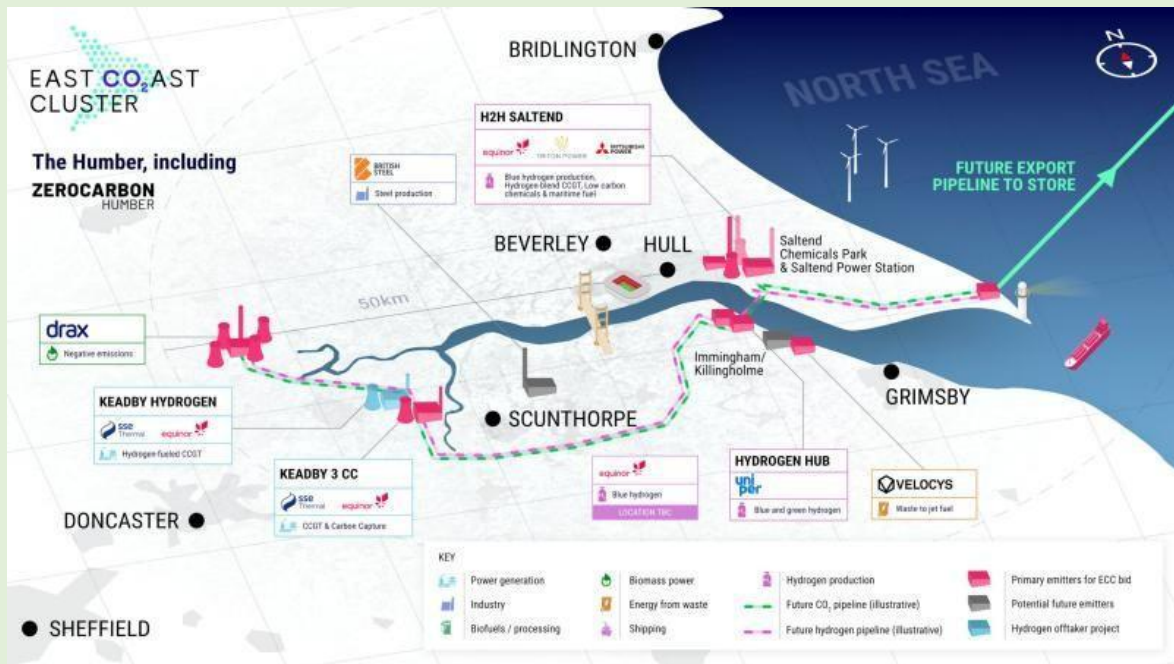 EAST CO2AST
CLUSTER
The Humber, including
ZEROCARBON
HUMBER
BRIDLINGTON
NORTH SEA
N
FUTURE EXPORT
PIPELINE TO STORE
H2H SALTEND
equinor
TRITON POWER
MITSUBISHI
POWER
Blue hydrogen production,
Hydrogen blend CCGT, Low carbon
chemicals & maritime fuel
BRITISH
STEEL
Steel production
BEVERLEY
HULL
Saltend
Chemicals Park
& Saltend Power Station
50km
drax
Negative emissions
Immingham/
Killingholme
GRIMSBY
KEADBY HYDROGEN
sse
Thermal
equinor
Hydrogen-fueled CCGT
SCUNTHORPE
KEADBY 3 CC
sse
Thermal
equinor
CCGT & Carbon Capture
equinor
Blue hydrogen
LOCATION TBC
HYDROGEN HUB
uni
per
Blue and green hydrogen
VELOCYS
Waste to jet fuel
DONCASTER
SHEFFIELD
KEY
Power generation
Industry
Biofuels / processing
Biomass power
Energy from waste
Shipping
Hydrogen production
Future CO2 pipeline (illustrative)
Future hydrogen pipeline (illustrative)
Primary emitters for ECC bid
Potential future emitters
Hydrogen offtaker project